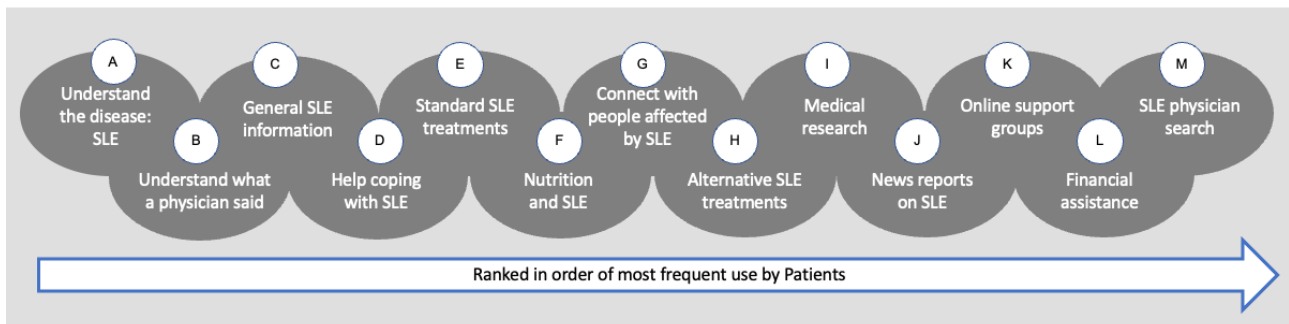 A
Understand
the disease:
SLE
B
Understand what
a physician said
C
General SLE
information
D
Help coping
with SLE
E
Standard SLE
treatments
F
Nutrition
and SLE
G
Connect with
people affected
by SLE
H
Alternative SLE
treatments
I
Medical
research
J
News reports
on SLE
K
Online support
groups
L
Financial
assistance
M
SLE physician
search
Ranked in order of most frequent use by Patients